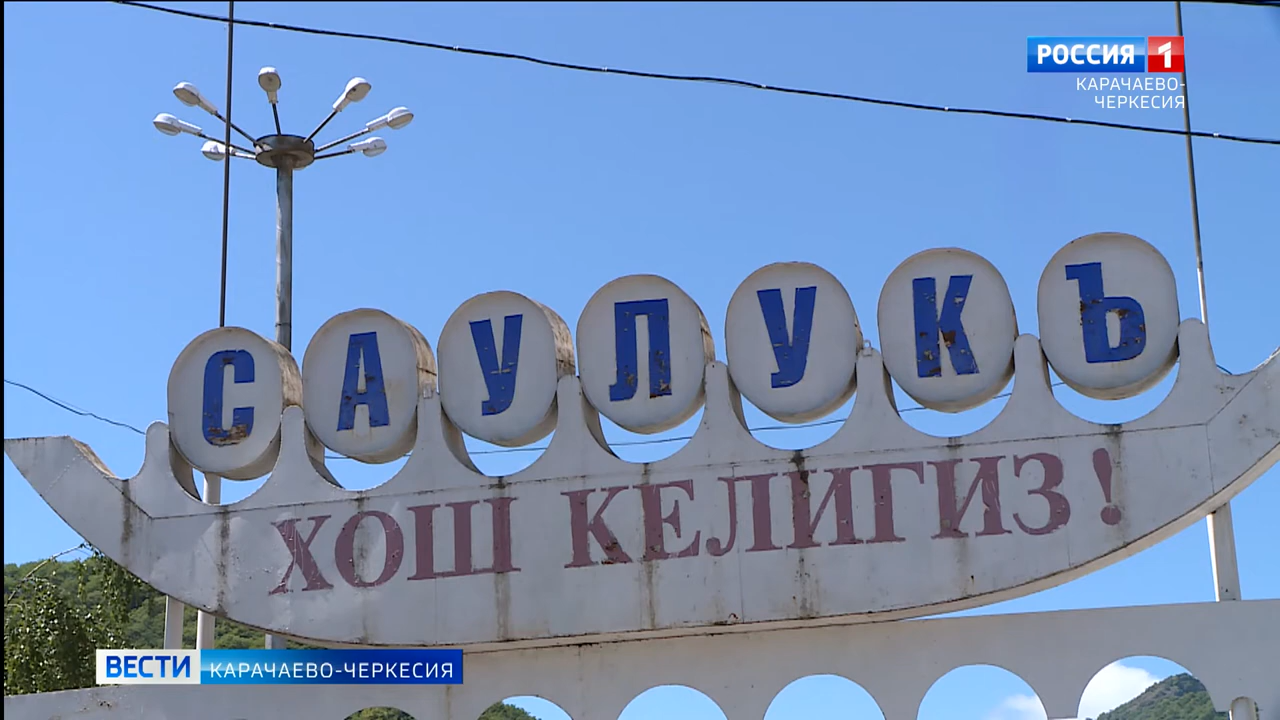 РОССИЯ 1
КАРАЧАЕВО-
ЧЕРКЕСИЯ
САУЛУКЪ
ХОШ КЕЛИГИЗ!
ВЕСТИ КАРАЧАЕВО-ЧЕРКЕСИЯ